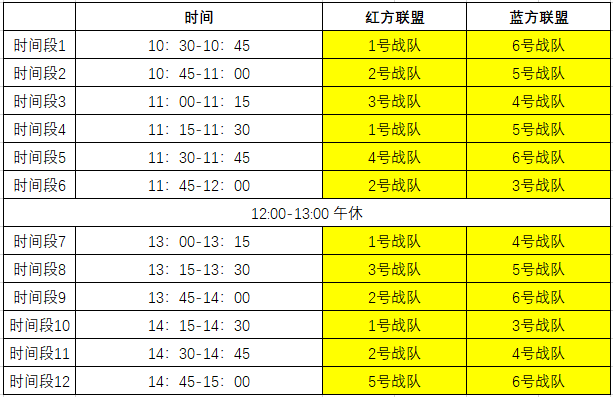 时间 红方联盟 蓝方联盟
时间段1 10：30-10：45 1号战队 6号战队
时间段2 10：45-11：00 2号战队 5号战队
时间段3 11：00-11：15 3号战队 4号战队
时间段4 11：15-11：30 1号战队 5号战队
时间段5 11：30-11：45 4号战队 6号战队
时间段6 11：45-12：00 2号战队 3号战队
12:00-13:00 午休
时间段7 13：00-13：15 1号战队 4号战队
时间段8 13：15-13：30 3号战队 5号战队
时间段9 13：45-14：00 2号战队 6号战队
时间段10 14：15-14：30 1号战队 3号战队
时间段11 14：30-14：45 2号战队 4号战队
时间段12 14：45-15：00 5号战队 6号战队